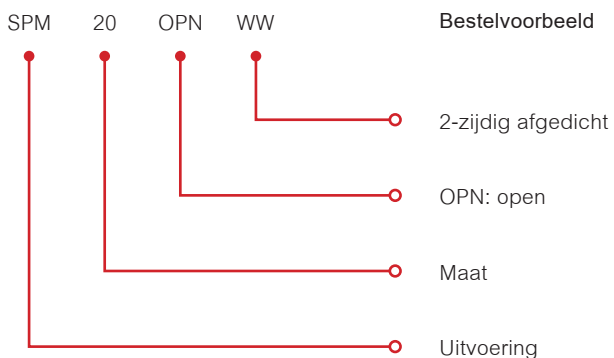 SPM 20 OPN WW Bestelvoorbeeld
2-zijdig afgedicht
OPN: open
Maat
Uitvoering